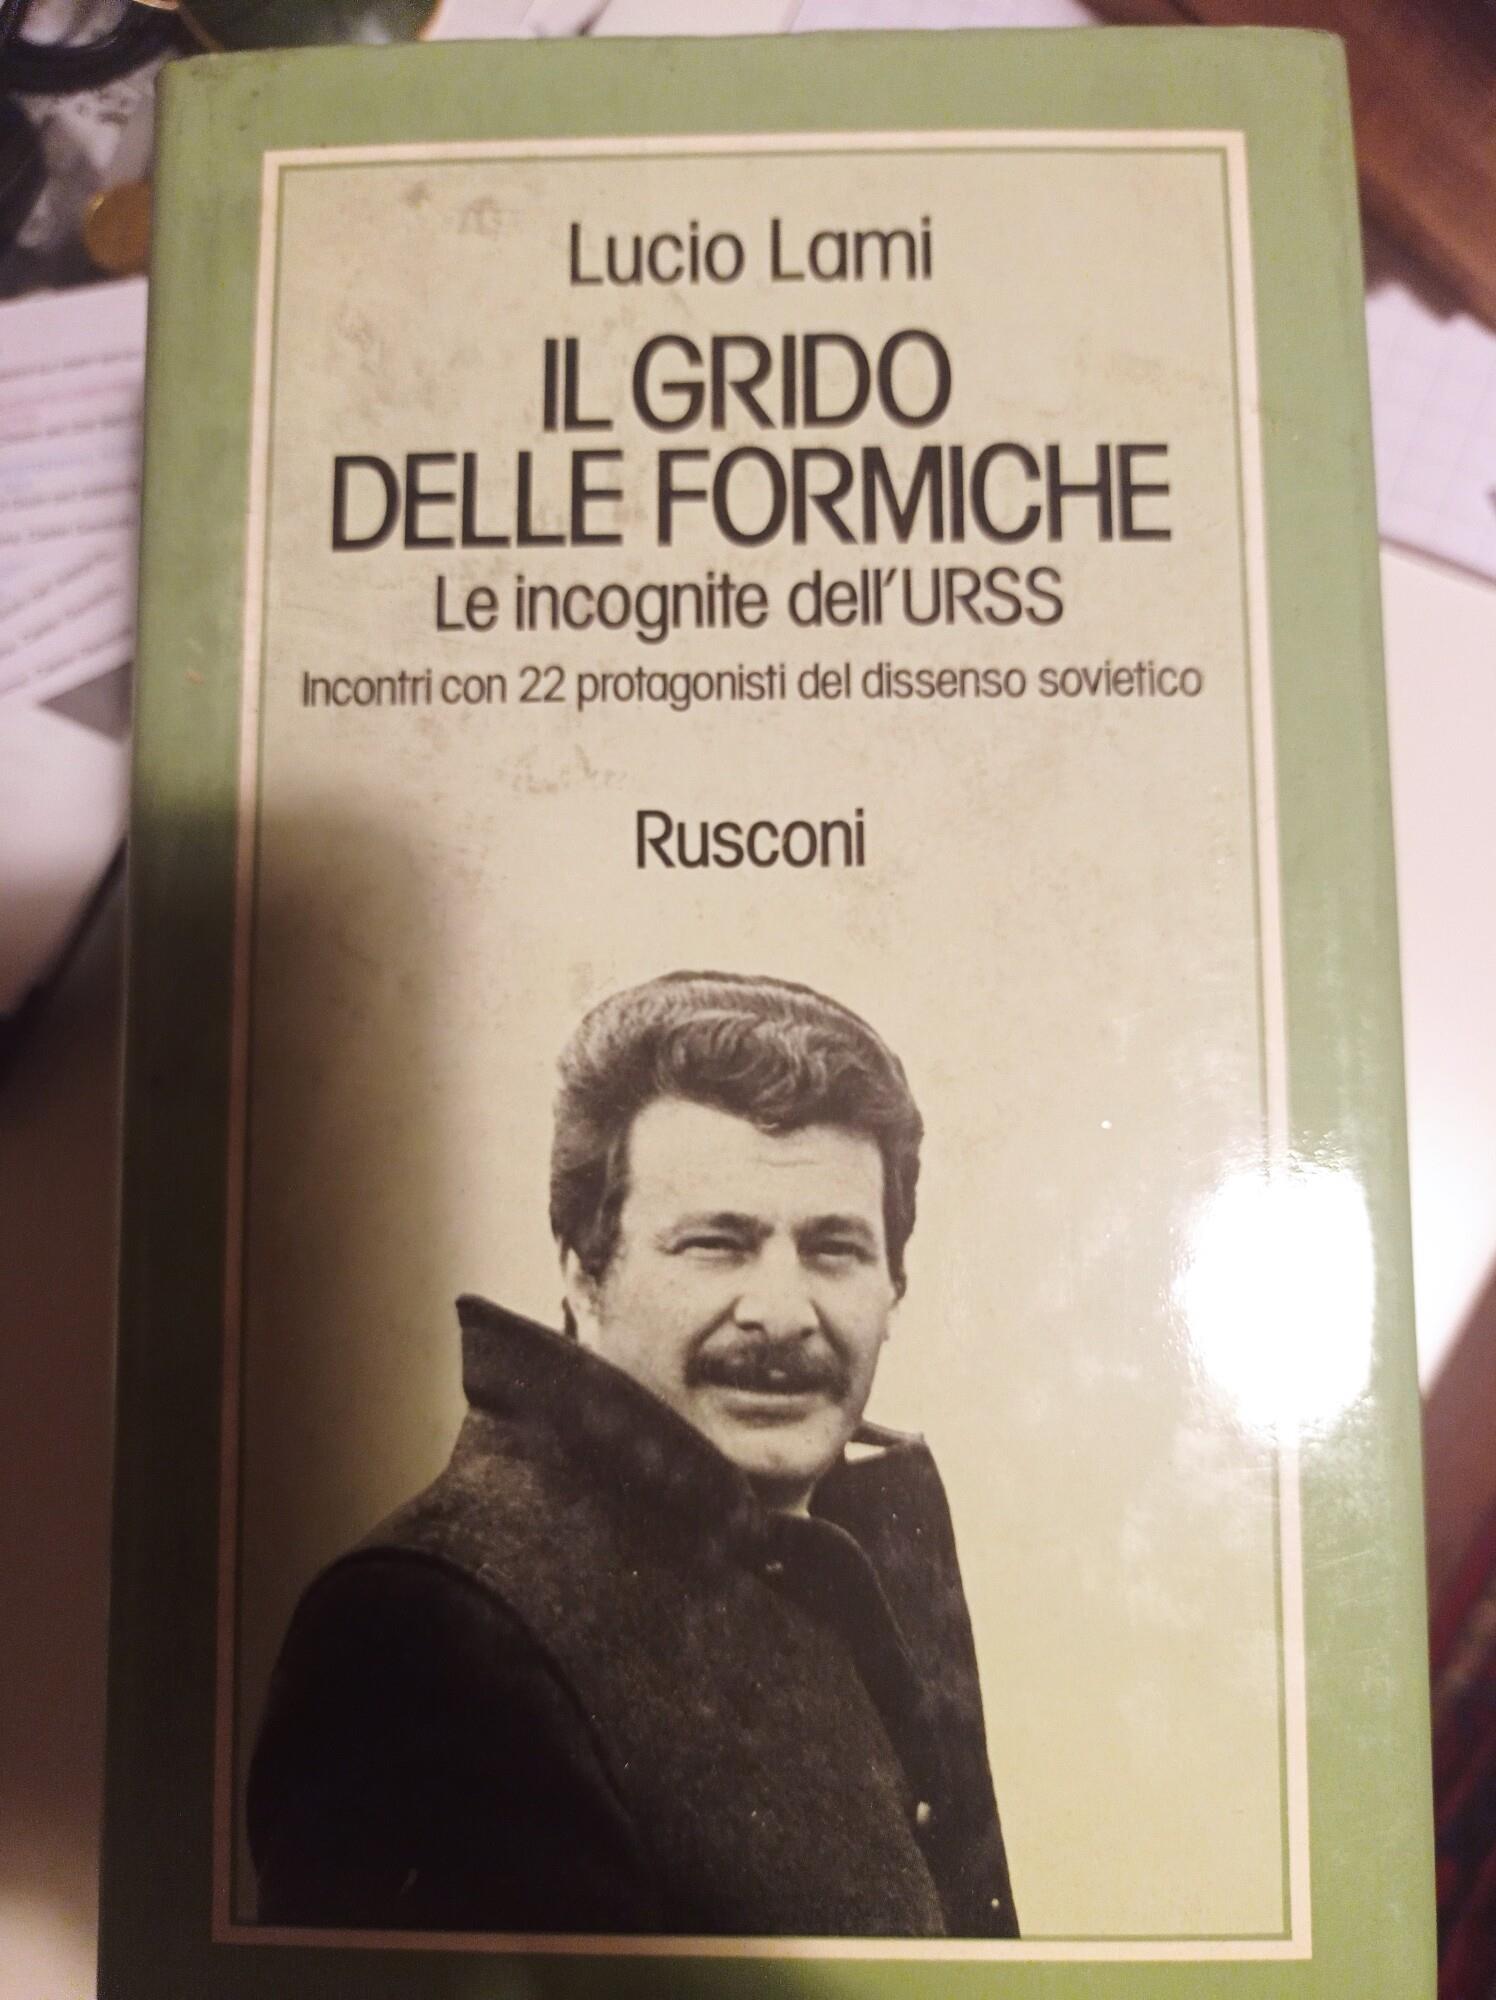 Lucio Lami
IL GRIDO
DELLE FORMICHE
Le incognite dell'URSS
Incontri con 22 protagonisti del dissenso sovietico
Rusconi